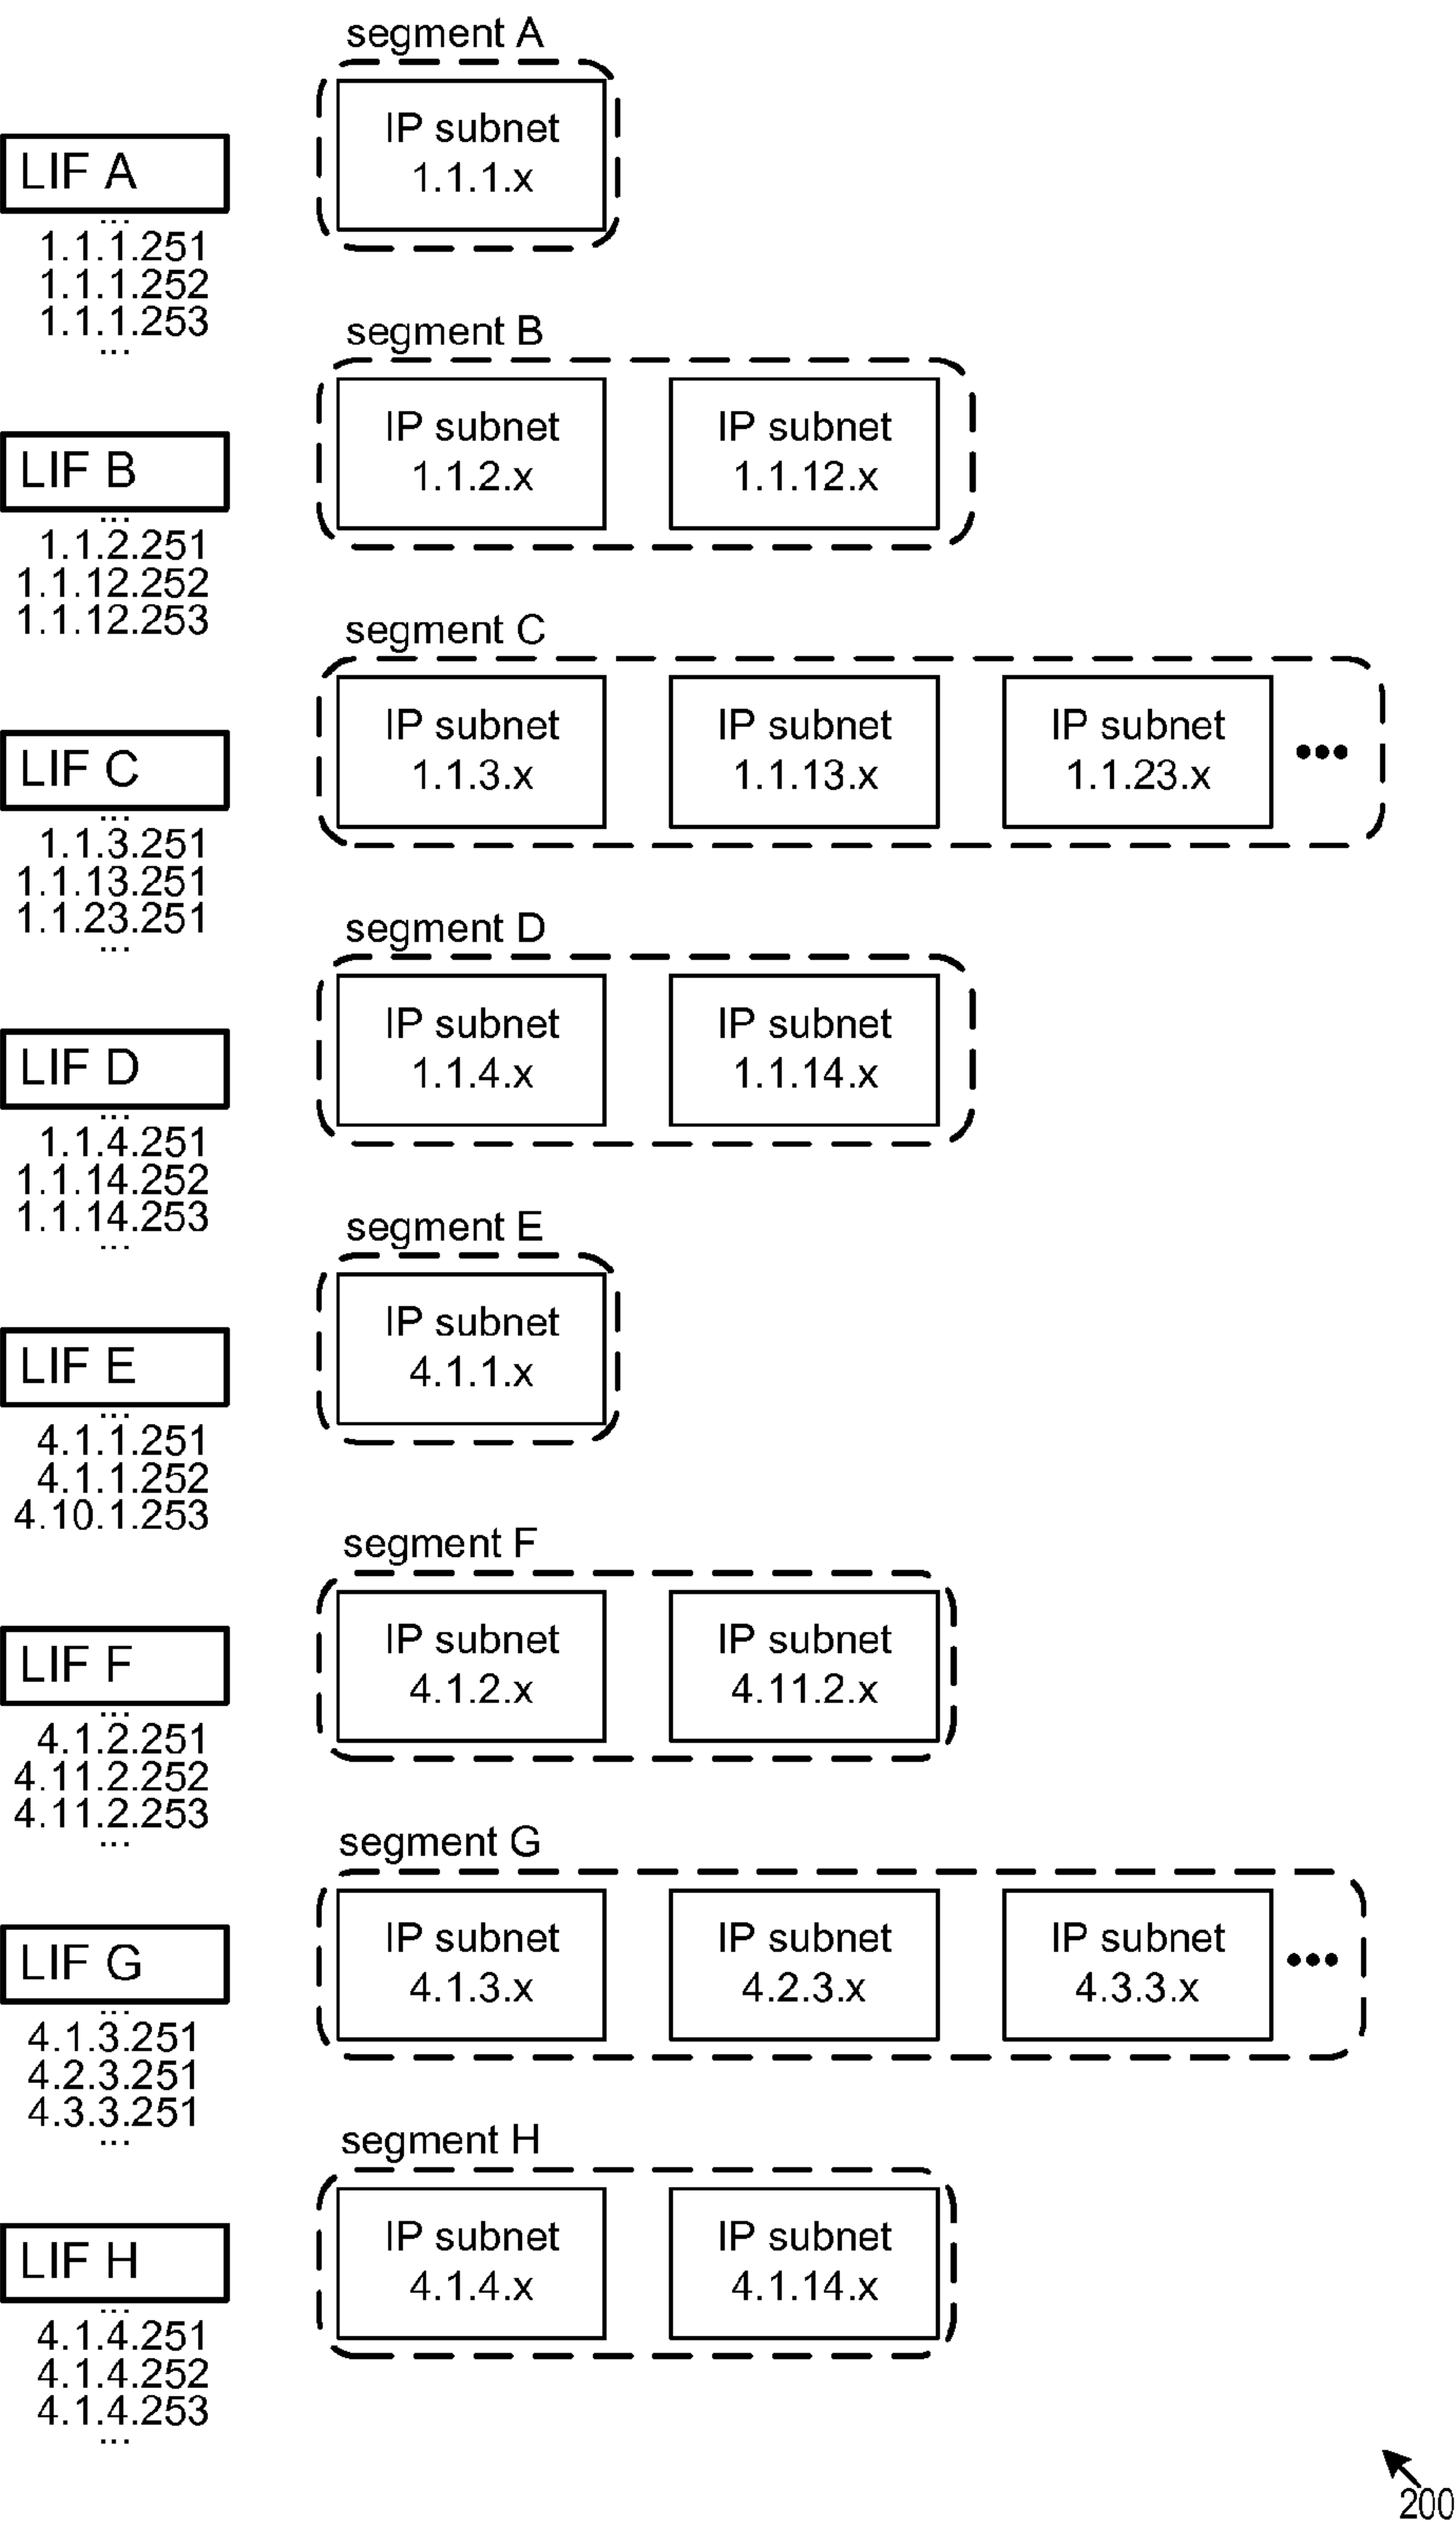 segment A
IP subnet
1.1.1.x
LIF A
...
1.1.1.251
1.1.1.252
1.1.1.253
...
segment B
IP subnet IP subnet
1.1.2.x 1.1.12.x
LIF B
...
1.1.2.251
1.1.12.252
1.1.12.253
segment C
IP subnet IP subnet IP subnet
1.1.3.x 1.1.13.x 1.1.23.x
•••
LIF C
...
1.1.3.251
1.1.13.251
1.1.23.251
...
segment D
IP subnet IP subnet
1.1.4.x 1.1.14.x
LIF D
...
1.1.4.251
1.1.14.252
1.1.14.253
...
segment E
IP subnet
4.1.1.x
LIF E
...
4.1.1.251
4.1.1.252
4.10.1.253
segment F
IP subnet IP subnet
4.1.2.x 4.11.2.x
LIF F
...
4.1.2.251
4.11.2.252
4.11.2.253
...
segment G
IP subnet IP subnet IP subnet
4.1.3.x 4.2.3.x 4.3.3.x
•••
LIF G
...
4.1.3.251
4.2.3.251
4.3.3.251
...
segment H
IP subnet IP subnet
4.1.4.x 4.1.14.x
LIF H
...
4.1.4.251
4.1.4.252
4.1.4.253
...
200